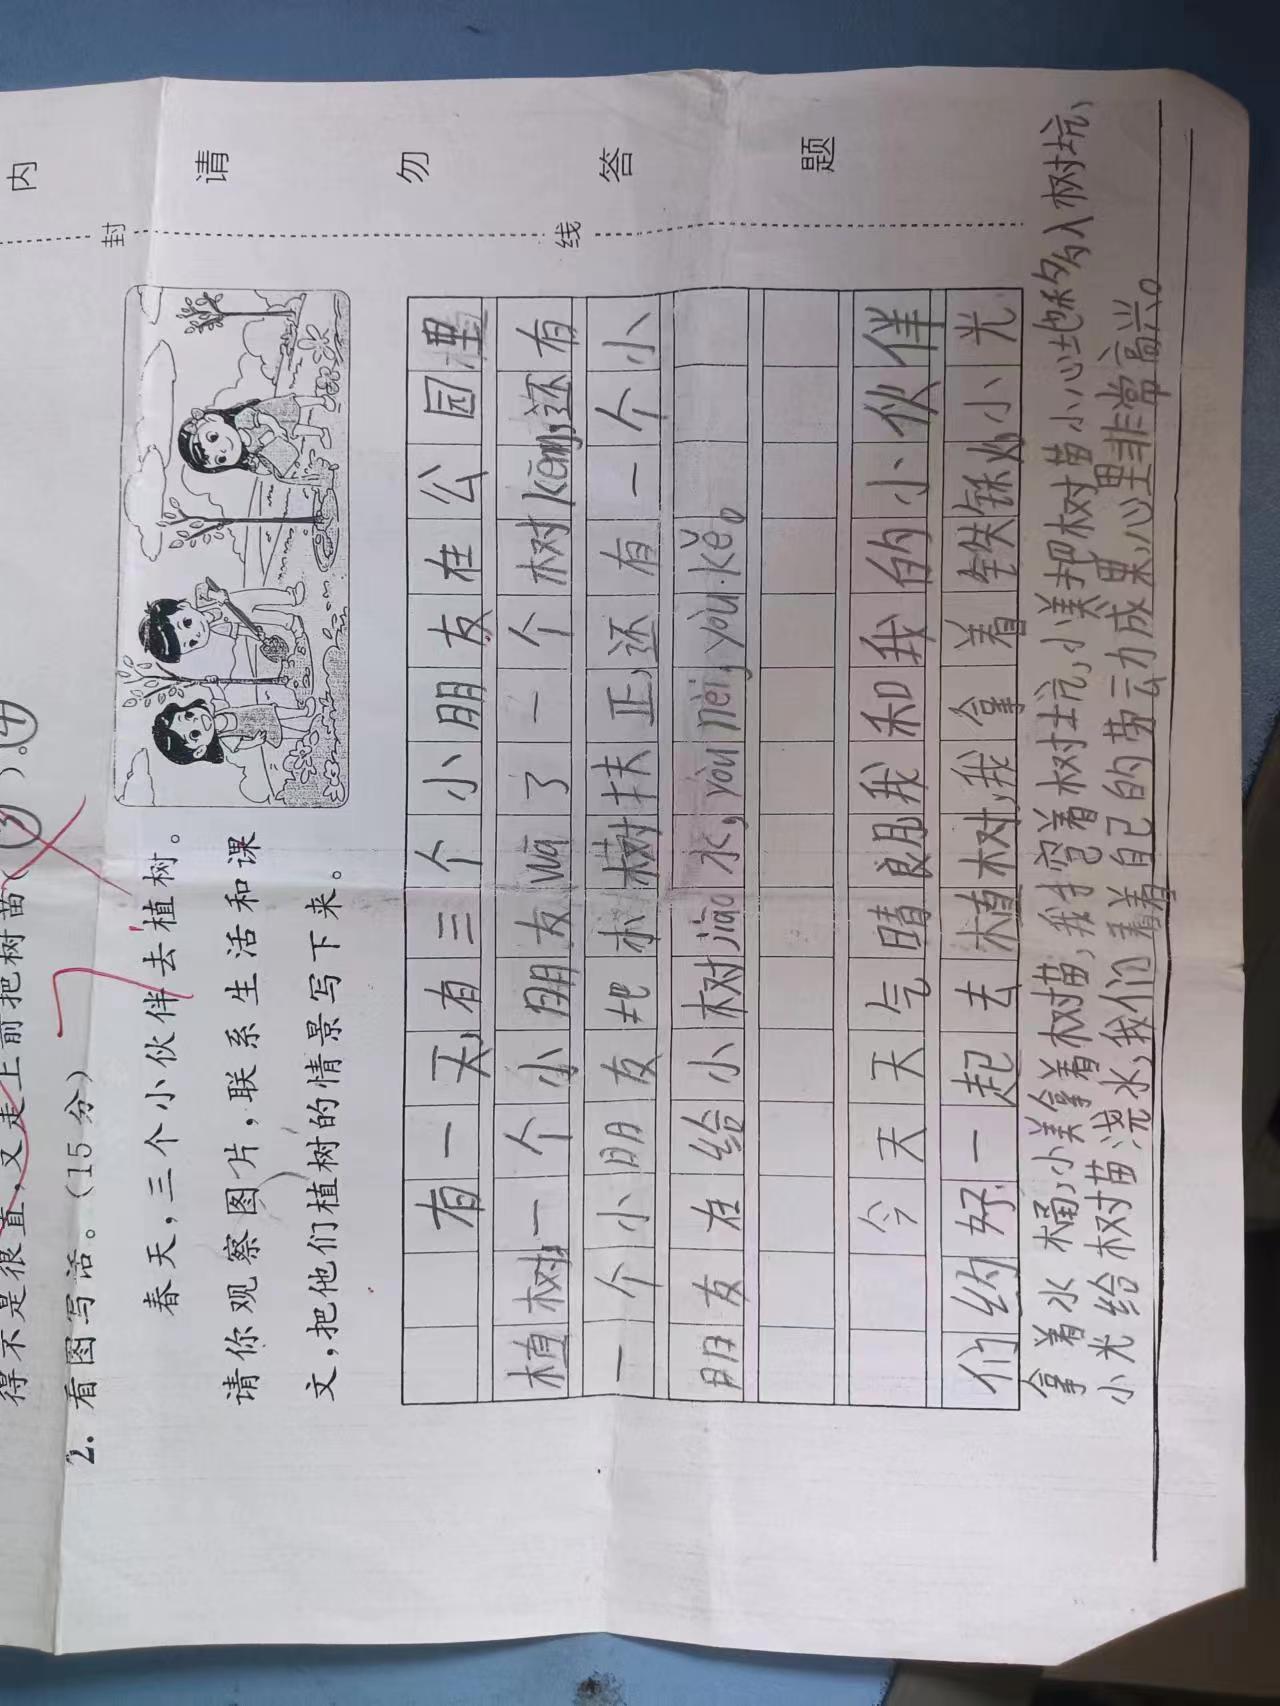 得不是很直,又走上前把树苗(③)。④
2. 看图写话。(15 分)
春天,三个小伙伴去植树。
请你观察图片,联系生活和课
文,把他们植树的情景写下来。
有一天,有三个小朋友在公园里
植树,一个小朋友wā了一个树kēng,还有
一个小朋友地水树扶正,还有一个小
朋友在给小树jiāo水,yòu nèi,yòu kě。
今天天气晴朗我和我的小伙伴
们约好一起去植树,我拿着铁锹,小光
拿着水桶,小美拿着树苗,我挖着树坑,小美把树苗小心地移入树坑,
小光给树苗浇水,我们看着自己的劳动成果,心里非常高兴。
内
封
请
勿
线
答
题